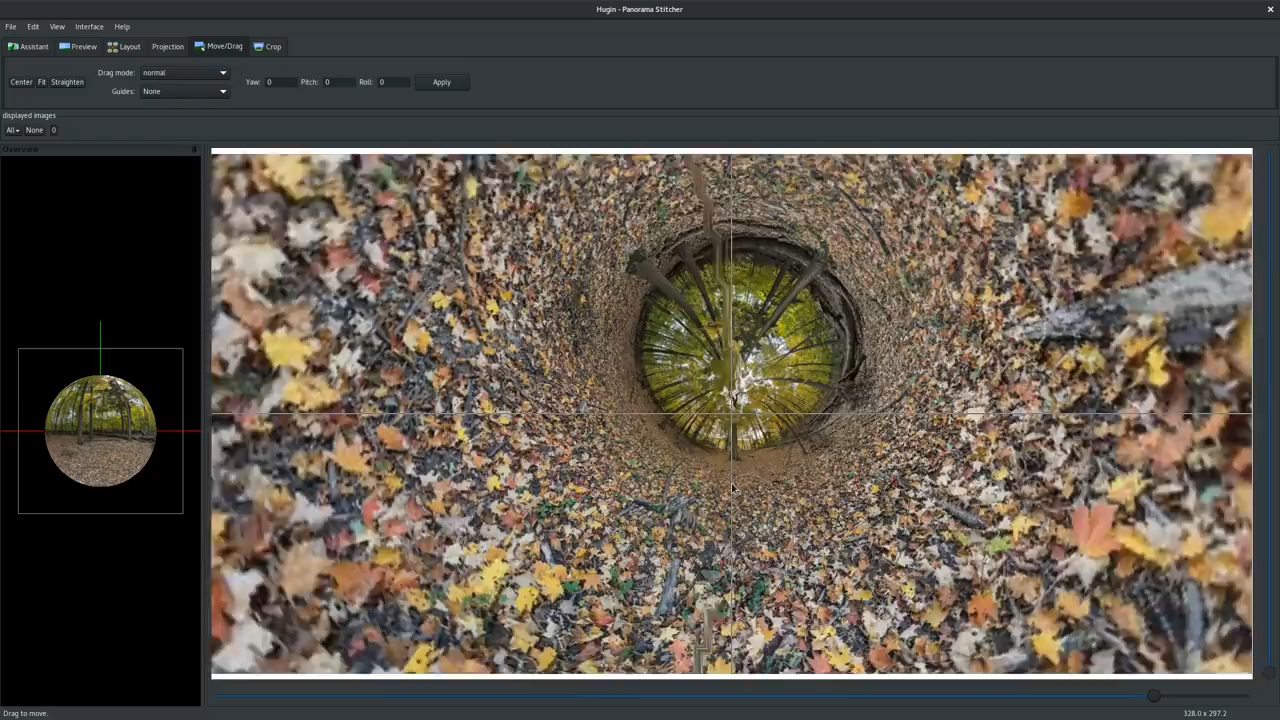 Hugin - Panorama Stitcher
File Edit View Interface Help
Assistant Preview Layout Projection Move/Drag Crop
Center Fit Straighten Drag mode: normal Yaw: 0 Pitch: 0 Roll: 0 Apply
Guides: None
displayed images
All None 0
Overview
Drag to move. 328.0 x 297.2